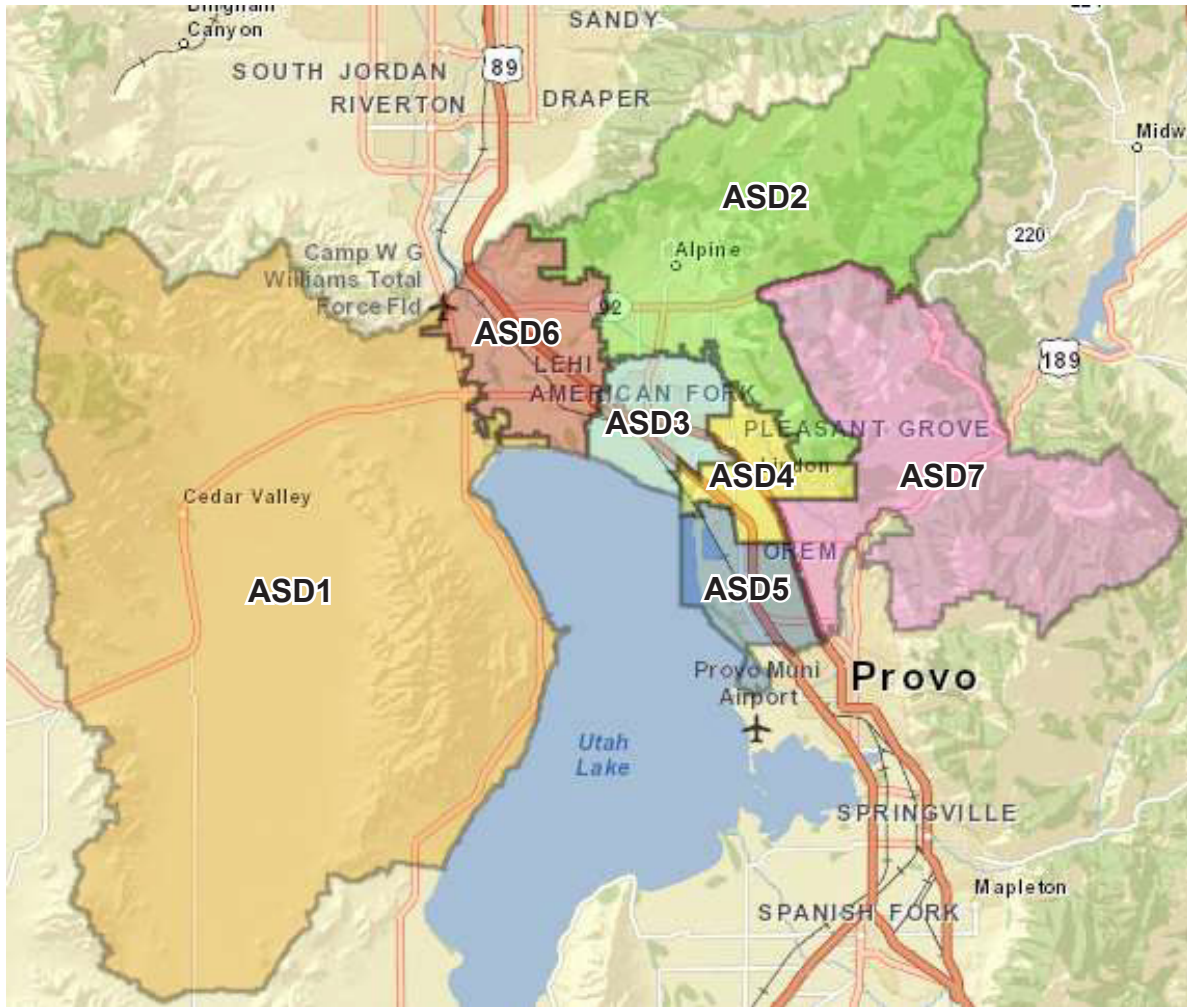 Bingham
Canyon
SANDY
SOUTH JORDAN
89
RIVERTON
DRAPER
Midw
ASD2
220
Alpine
Camp W G
Williams Total
Force Fld
92
ASD6
189
LEHI
AMERICAN FORK
ASD3
PLEASANT GROVE
Lindon
ASD4
ASD7
Cedar Valley
OREM
ASD1
ASD5
Provo Muni
Airport
Provo
Utah
Lake
SPRINGVILLE
Mapleton
SPANISH FORK